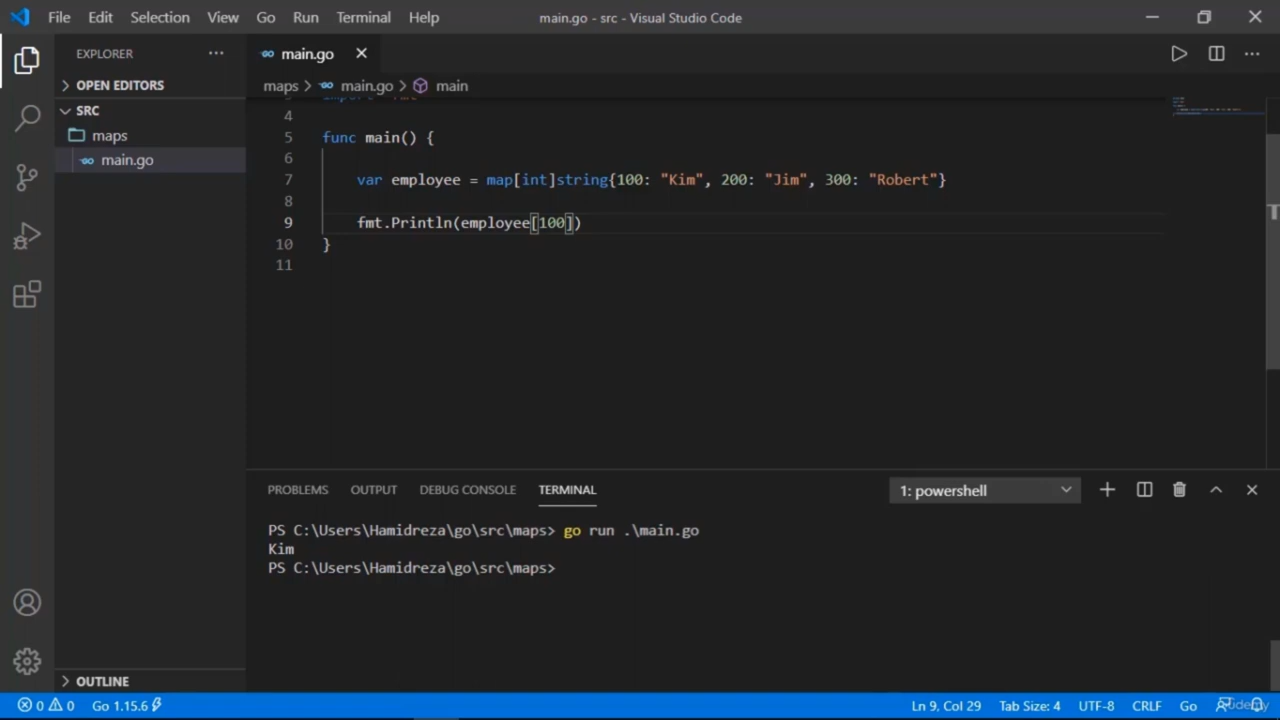 File Edit Selection View Go Run Terminal Help main.go - src - Visual Studio Code
EXPLORER
OPEN EDITORS
SRC
maps
main.go
OUTLINE
main.go
maps > main.go > main
4
5 func main() {
6
7 var employee = map[int]string{100: "Kim", 200: "Jim", 300: "Robert"}
8
9 fmt.Println(employee[100])
10 }
11
PROBLEMS OUTPUT DEBUG CONSOLE TERMINAL 1: powershell
PS C:\Users\Hamidreza\go\src\maps> go run .\main.go
Kim
PS C:\Users\Hamidreza\go\src\maps>
0 0 Go 1.15.6 Ln 9, Col 29 Tab Size: 4 UTF-8 CRLF Go